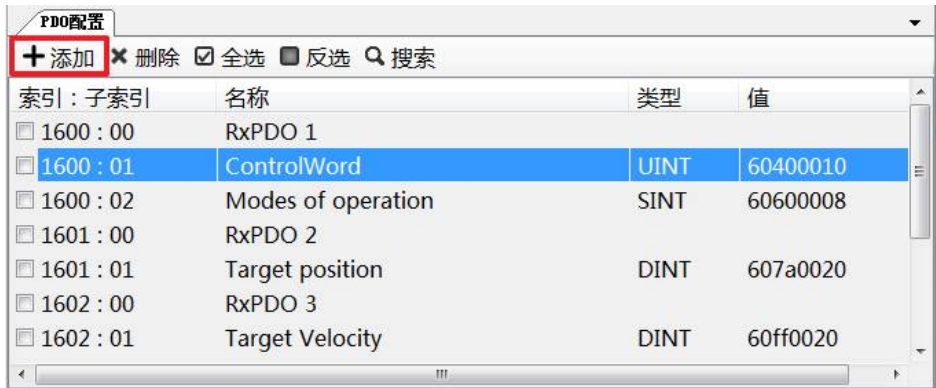 PDO配置
添加 删除 全选 反选 搜索
索引：子索引 名称 类型 值
1600 : 00 RxPDO 1
1600 : 01 ControlWord UINT 60400010
1600 : 02 Modes of operation SINT 60600008
1601 : 00 RxPDO 2
1601 : 01 Target position DINT 607a0020
1602 : 00 RxPDO 3
1602 : 01 Target Velocity DINT 60ff0020